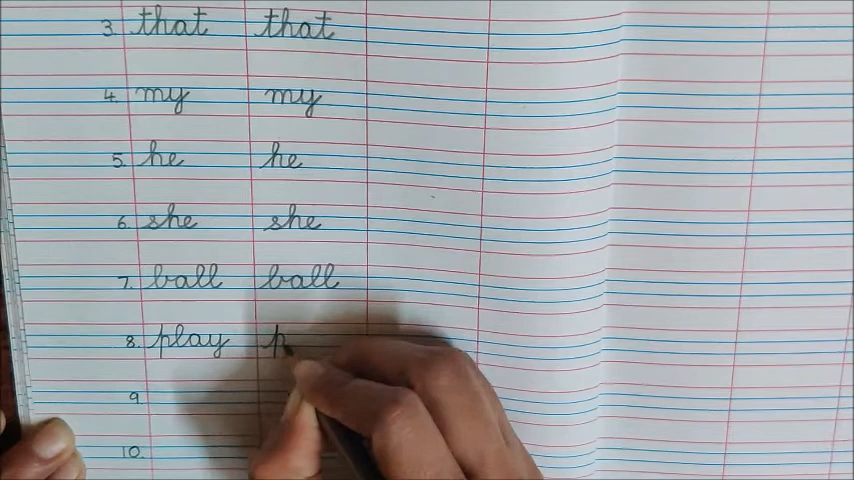 3. that that
4. my my
5. he he
6. she she
7. ball ball
8. play p
9.
10.